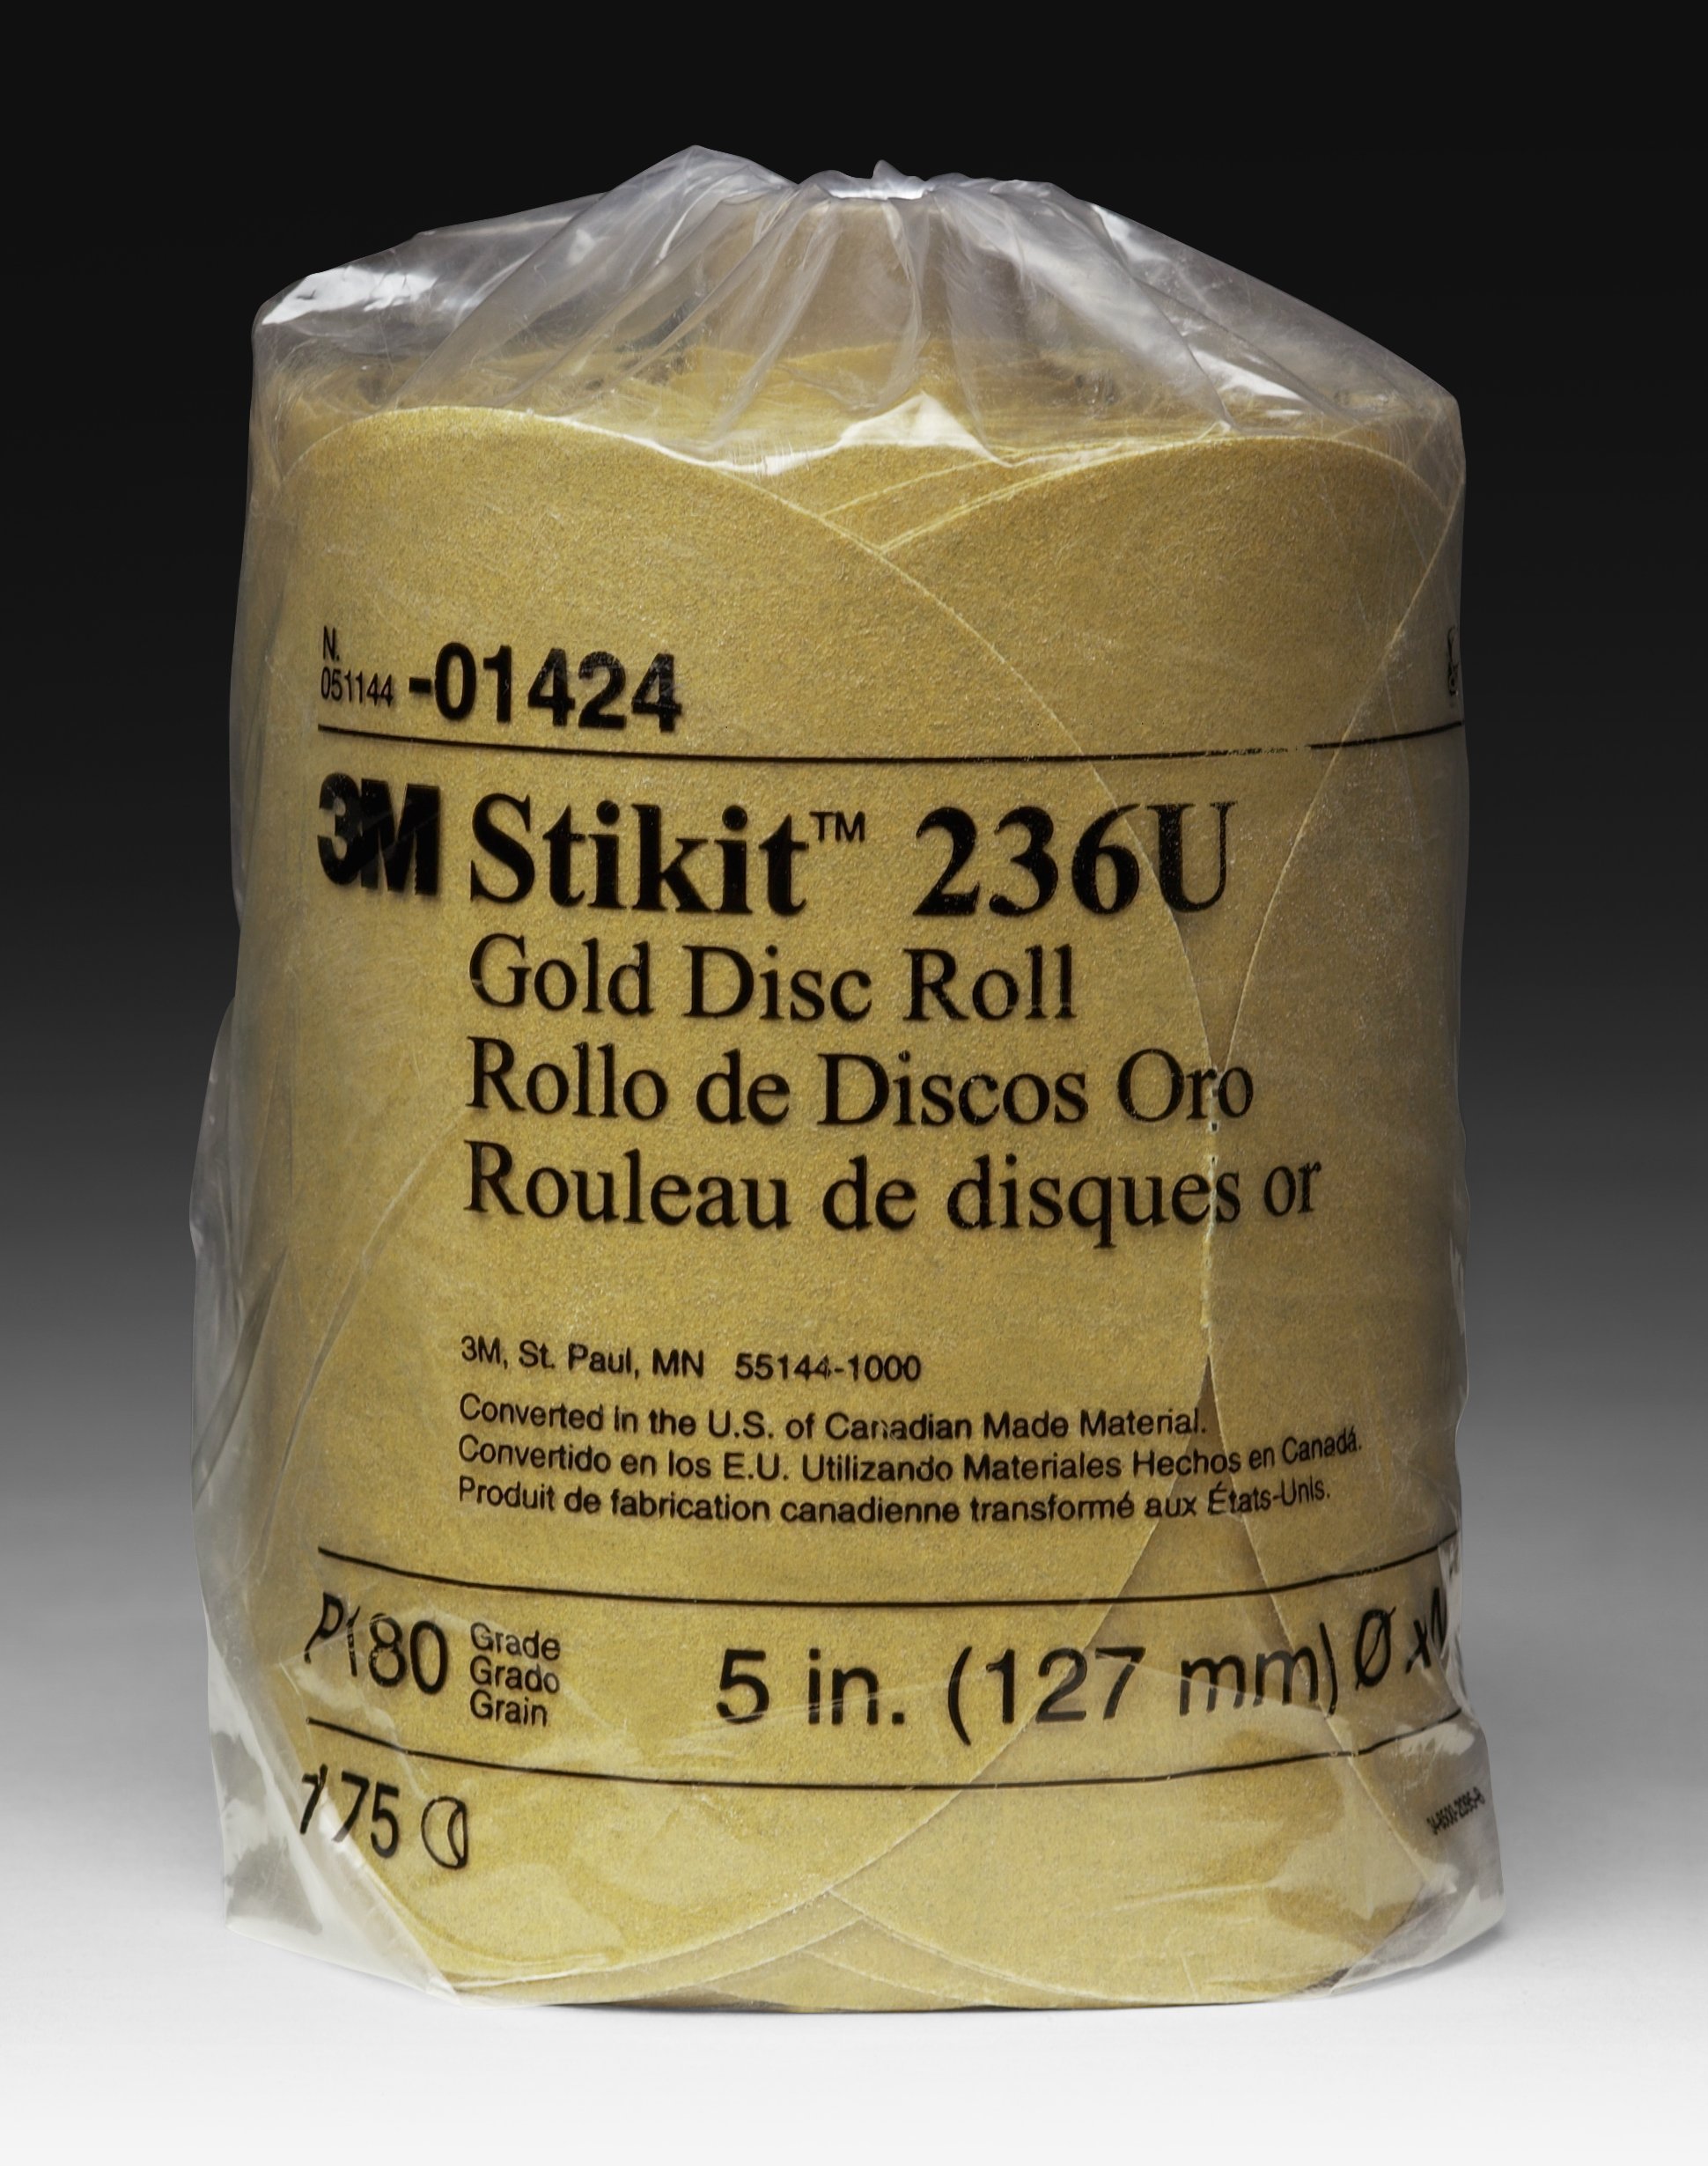 N.
051144-01424
3M Stikit™ 236U
Gold Disc Roll
Rollo de Discos Oro
Rouleau de disques or
3M, St. Paul, MN 55144-1000
Converted in the U.S. of Canadian Made Material.
Convertido en los E.U. Utilizando Materiales Hechos en Canadá.
Produit de fabrication canadienne transformé aux États-Unis.
P180 Grade
Grado
Grain
5 in. (127 mm) Ø x
175